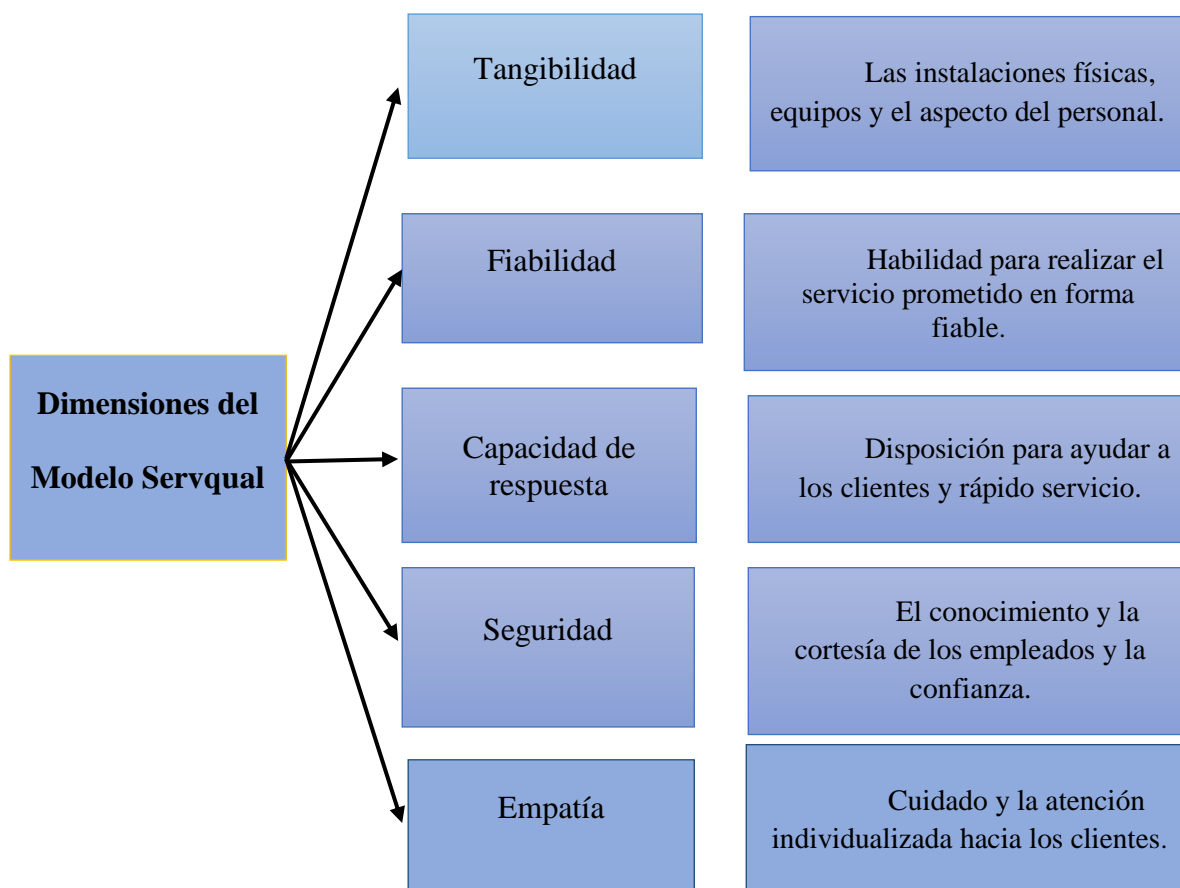 Tangibilidad
Las instalaciones físicas,
equipos y el aspecto del personal.
Fiabilidad
Habilidad para realizar el
servicio prometido en forma
fiable.
Dimensiones del
Modelo Servqual
Capacidad de
respuesta
Disposición para ayudar a
los clientes y rápido servicio.
Seguridad
El conocimiento y la
cortesía de los empleados y la
confianza.
Empatía
Cuidado y la atención
individualizada hacia los clientes.